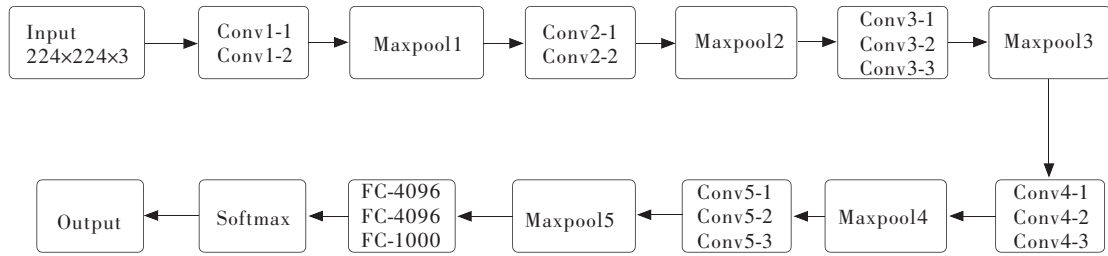 Input
224×224×3
Conv1-1
Conv1-2
Maxpool1
Conv2-1
Conv2-2
Maxpool2
Conv3-1
Conv3-2
Conv3-3
Maxpool3
Conv4-1
Conv4-2
Conv4-3
Maxpool4
Conv5-1
Conv5-2
Conv5-3
Maxpool5
FC-4096
FC-4096
FC-1000
Softmax
Output